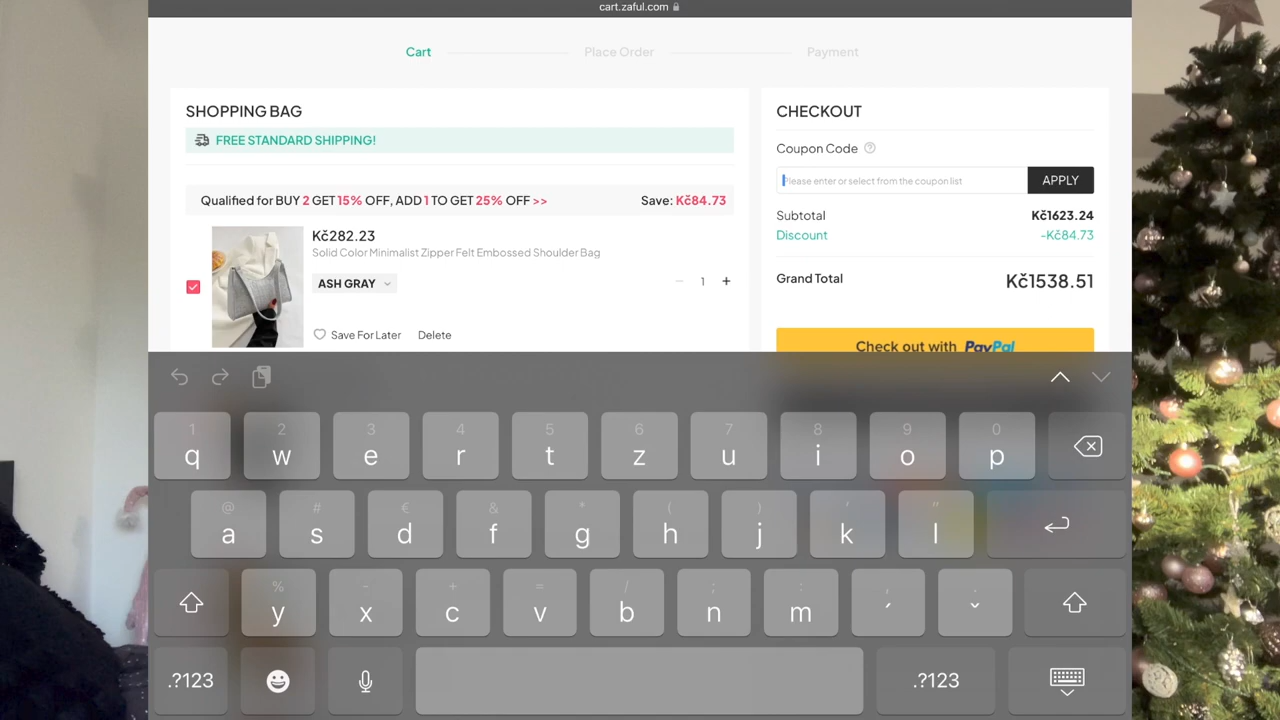 cart.zaful.com
Cart Place Order Payment
SHOPPING BAG
FREE STANDARD SHIPPING!
Qualified for BUY 2 GET 15% OFF, ADD 1 TO GET 25% OFF >> Save: Kč84.73
Kč282.23
Solid Color Minimalist Zipper Felt Embossed Shoulder Bag
ASH GRAY
1
Save For Later Delete
CHECKOUT
Coupon Code ?
Please enter or select from the coupon list APPLY
Subtotal Kč1623.24
Discount -Kč84.73
Grand Total Kč1538.51
Check out with PayPal
1 2 3 4 5 6 7 8 9 0
q w e r t z u i o p
@ # € & * ( ) ' "
a s d f g h j k l
% - + = / ; : , .
y x c v b n m ´ ˇ
.?123 .?123